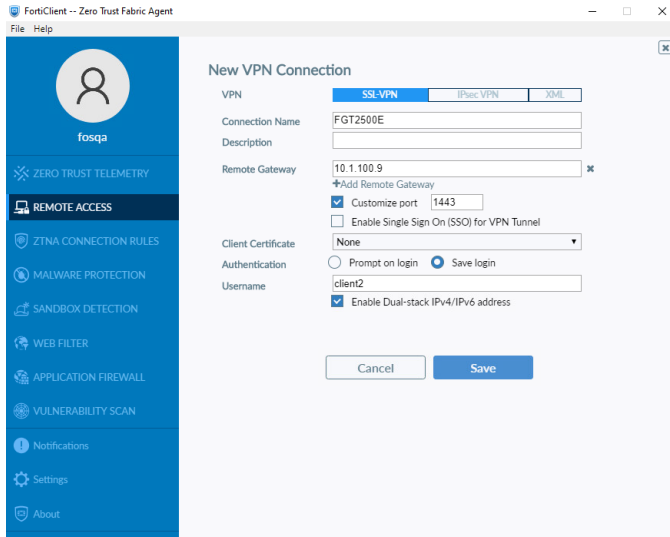 FortiClient -- Zero Trust Fabric Agent
File Help
fosqa
ZERO TRUST TELEMETRY
REMOTE ACCESS
ZTNA CONNECTION RULES
MALWARE PROTECTION
SANDBOX DETECTION
WEB FILTER
APPLICATION FIREWALL
VULNERABILITY SCAN
Notifications
Settings
About
New VPN Connection
VPN SSL-VPN IPsec VPN XML
Connection Name FGT2500E
Description
Remote Gateway 10.1.100.9
+Add Remote Gateway
Customize port 1443
Enable Single Sign On (SSO) for VPN Tunnel
Client Certificate None
Authentication Prompt on login Save login
Username client2
Enable Dual-stack IPv4/IPv6 address
Cancel Save